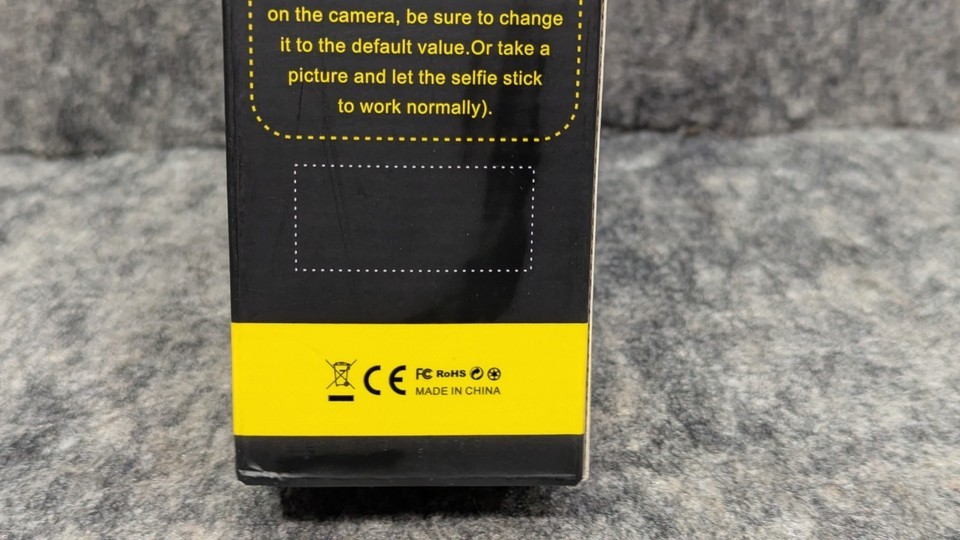 on the camera, be sure to change
it to the default value.Or take a
picture and let the selfie stick
to work normally).
CE FC RoHS
MADE IN CHINA